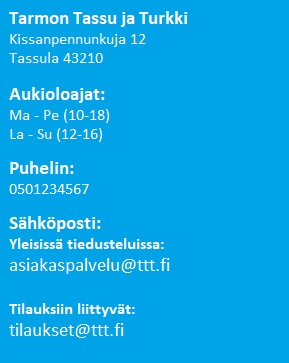 Tarmon Tassu ja Turkki
Kissanpennunkuja 12
Tassula 43210
Aukioloajat:
Ma - Pe (10-18)
La - Su (12-16)
Puhelin:
0501234567
Sähköposti:
Yleisissä tiedusteluissa:
asiakaspalvelu@ttt.fi
Tilauksiin liittyvät:
tilaukset@ttt.fi